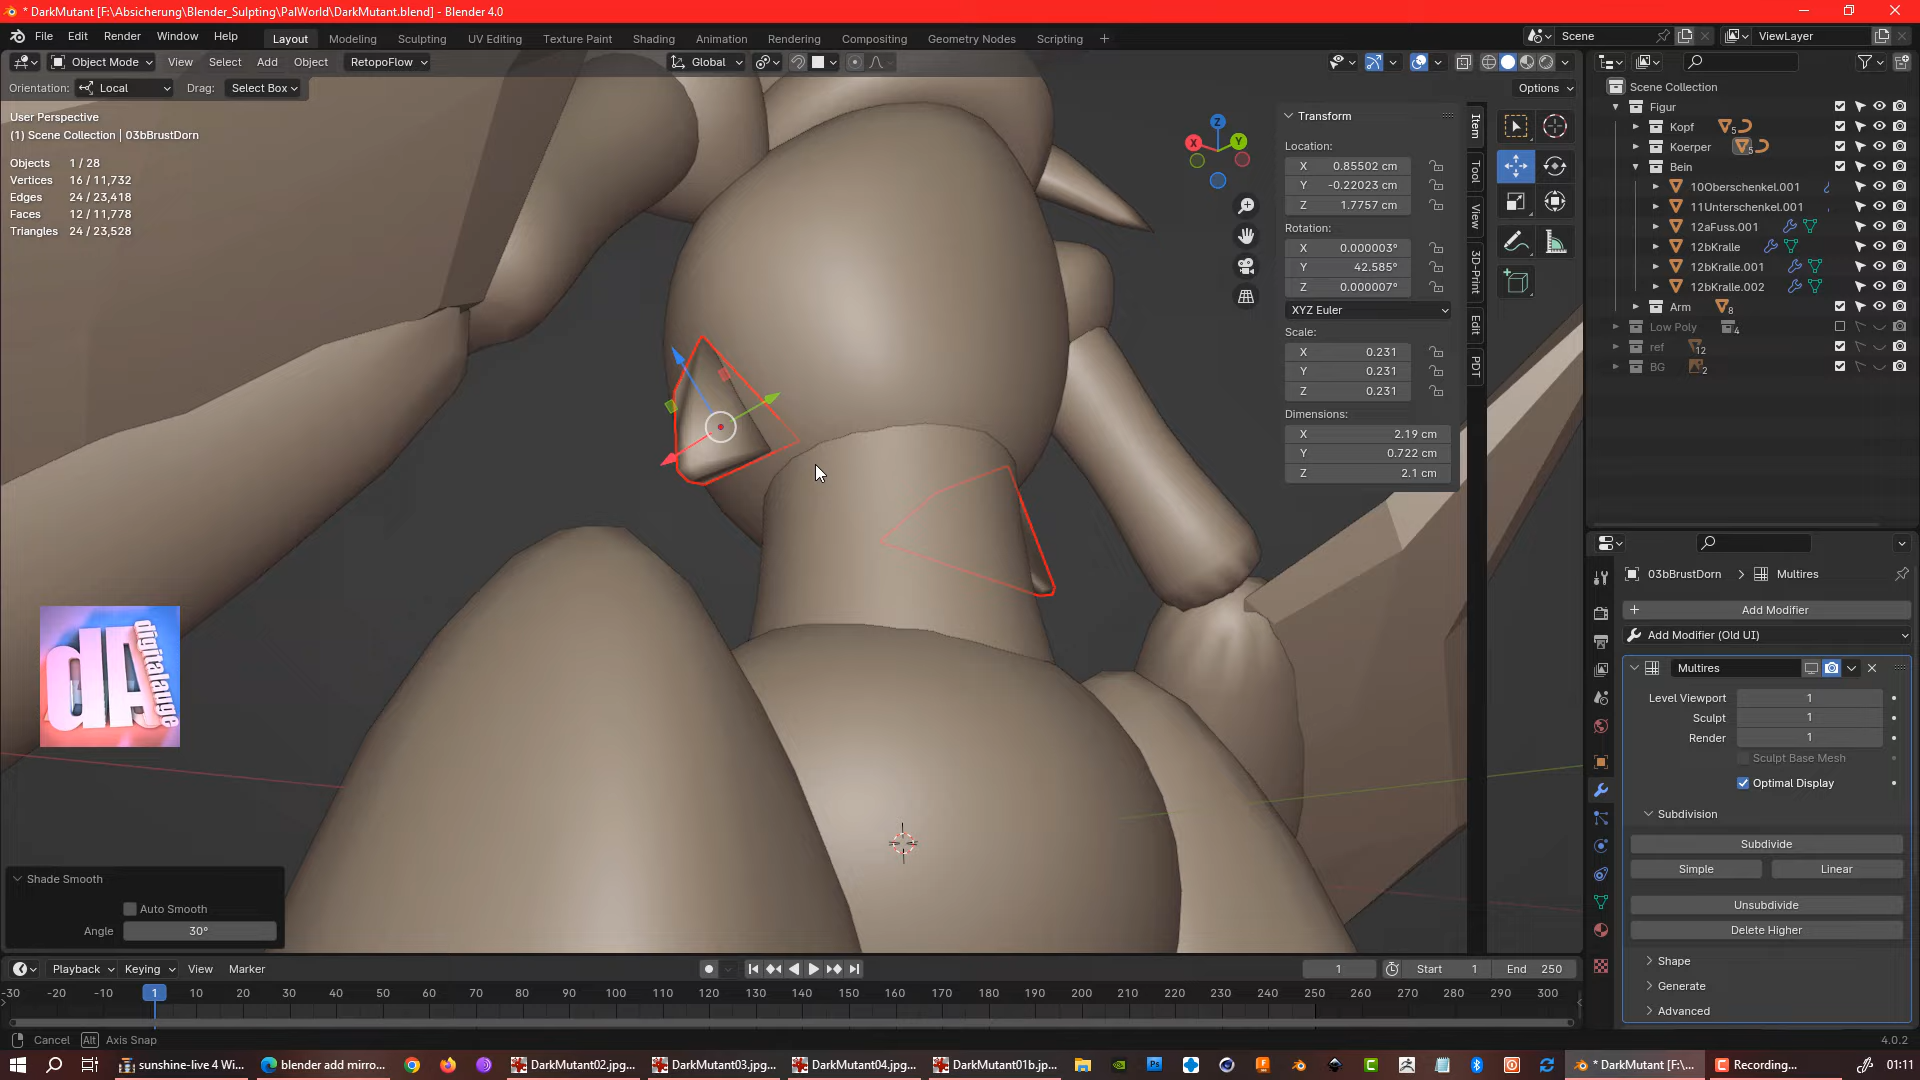 * DarkMutant [F:\Absicherung\Blender_Sulpting\PalWorld\DarkMutant.blend] - Blender 4.0
File Edit Render Window Help Layout Modeling Sculpting UV Editing Texture Paint Shading Animation Rendering Compositing Geometry Nodes Scripting + Scene ViewLayer
Object Mode View Select Add Object RetopoFlow Global
Orientation: Local Drag: Select Box Options
User Perspective
(1) Scene Collection | 03bBrustDorn
Objects 1 / 28
Vertices 16 / 11,732
Edges 24 / 23,418
Faces 12 / 11,778
Triangles 24 / 23,528
Z
X
Y
Transform
Location:
X 0.85502 cm
Y -0.22023 cm
Z 1.7757 cm
Rotation:
X 0.000003°
Y 42.585°
Z 0.000007°
XYZ Euler
Scale:
X 0.231
Y 0.231
Z 0.231
Dimensions:
X 2.19 cm
Y 0.722 cm
Z 2.1 cm
Item
Tool
View
3D-Print
Edit
PDT
Scene Collection
Figur
Kopf 5
Koerper 5
Bein
10Oberschenkel.001
11Unterschenkel.001
12aFuss.001
12bKralle
12bKralle.001
12bKralle.002
Arm 8
Low Poly 4
ref 12
BG 2
03bBrustDorn > Multires
Add Modifier
Add Modifier (Old UI)
Multires
Level Viewport 1
Sculpt 1
Render 1
Sculpt Base Mesh
Optimal Display
Subdivision
Subdivide
Simple Linear
Unsubdivide
Delete Higher
Shape
Generate
Advanced
dA digitalange
Shade Smooth
Auto Smooth
Angle 30°
Playback Keying View Marker 1 Start 1 End 250
-30 -20 -10 1 10 20 30 40 50 60 70 80 90 100 110 120 130 140 150 160 170 180 190 200 210 220 230 240 250 260 270 280 290 300
Cancel Alt Axis Snap 4.0.2
sunshine-live 4 Wi... blender add mirro... DarkMutant02.jpg... DarkMutant03.jpg... DarkMutant04.jpg... DarkMutant01b.jp... Ps * DarkMutant [F:\... Recording... 01:11